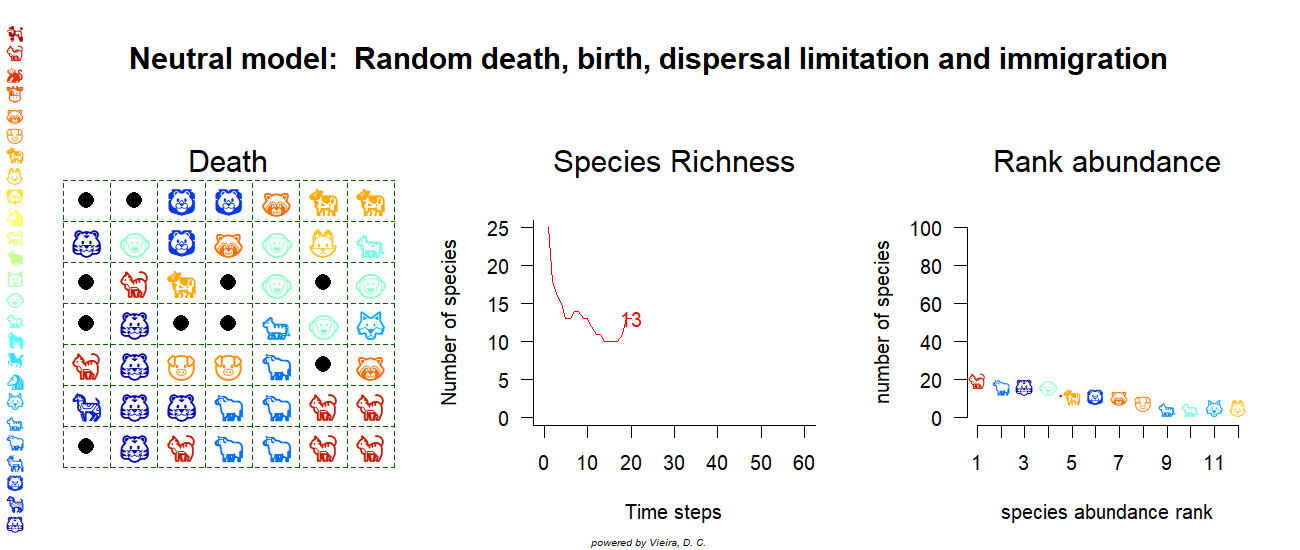 Neutral model:  Random death, birth, dispersal limitation and immigration
Death
Species Richness
Number of species
25
20
15
10
5
0
13
0 10 20 30 40 50 60
Time steps
Rank abundance
number of species
100
80
60
40
20
0
1 3 5 7 9 11
species abundance rank
powered by Vieira, D. C.